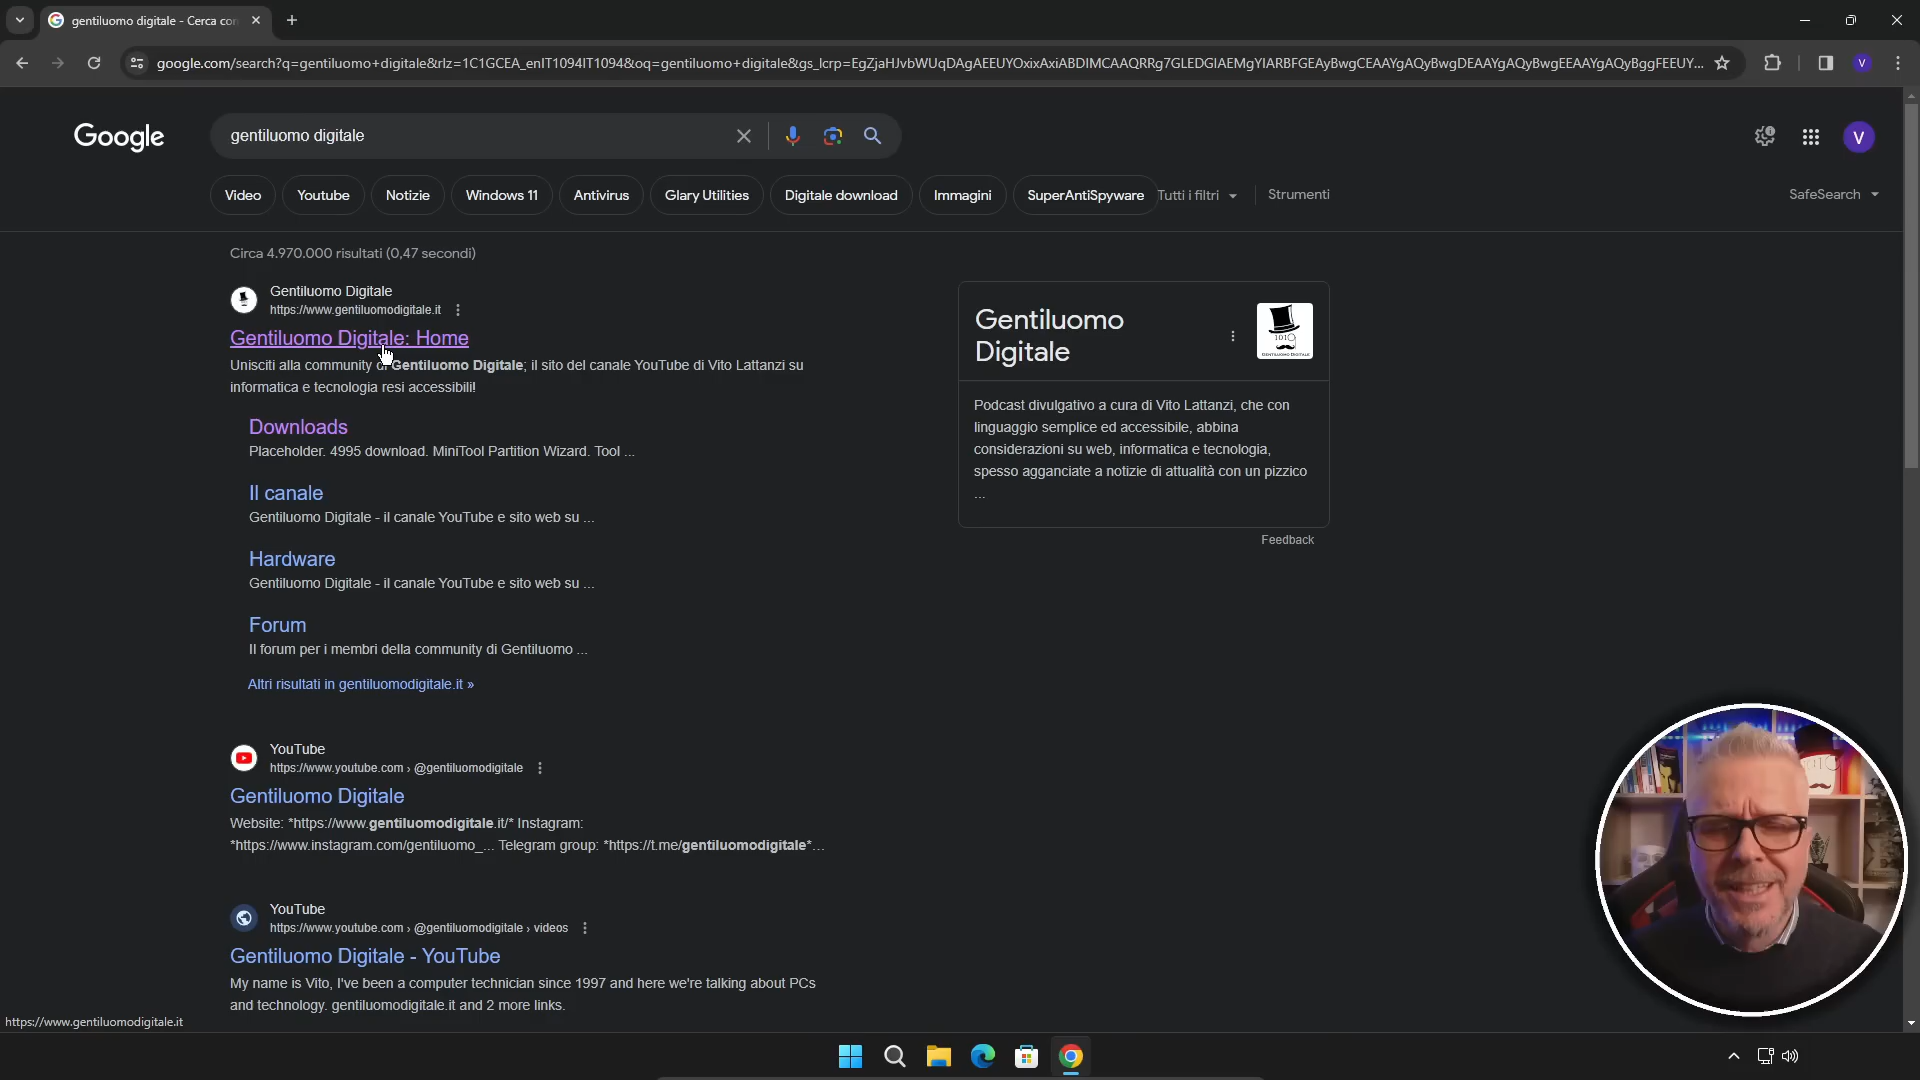 gentiluomo digitale - Cerca con
google.com/search?q=gentiluomo+digitale&rlz=1C1GCEA_enIT1094IT1094&oq=gentiluomo+digitale&gs_lcrp=EgZjaHJvbWUqDAgAEEUYOxixAxiABDIMCAAQRRg7GLEDGIAEMgYIARBFGEAyBwgCEAAYgAQyBwgDEAAYgAQyBwgEEAAYgAQyBggFEEUY...
V
Google
gentiluomo digitale
V
Video
Youtube
Notizie
Windows 11
Antivirus
Glary Utilities
Digitale download
Immagini
SuperAntiSpyware
Tutti i filtri
Strumenti
SafeSearch
Circa 4.970.000 risultati (0,47 secondi)
Gentiluomo Digitale
https://www.gentiluomodigitale.it
Gentiluomo Digitale: Home
Unisciti alla community di Gentiluomo Digitale; il sito del canale YouTube di Vito Lattanzi su
informatica e tecnologia resi accessibili!
Downloads
Placeholder. 4995 download. MiniTool Partition Wizard. Tool ...
Il canale
Gentiluomo Digitale - il canale YouTube e sito web su ...
Hardware
Gentiluomo Digitale - il canale YouTube e sito web su ...
Forum
Il forum per i membri della community di Gentiluomo ...
Altri risultati in gentiluomodigitale.it »
YouTube
https://www.youtube.com › @gentiluomodigitale
Gentiluomo Digitale
Website: *https://www.gentiluomodigitale.it/* Instagram:
*https://www.instagram.com/gentiluomo_... Telegram group: *https://t.me/gentiluomodigitale*...
YouTube
https://www.youtube.com › @gentiluomodigitale › videos
Gentiluomo Digitale - YouTube
My name is Vito, I've been a computer technician since 1997 and here we're talking about PCs
and technology. gentiluomodigitale.it and 2 more links.
Gentiluomo
Digitale
1010
GENTILUOMO DIGITALE
Podcast divulgativo a cura di Vito Lattanzi, che con
linguaggio semplice ed accessibile, abbina
considerazioni su web, informatica e tecnologia,
spesso agganciate a notizie di attualità con un pizzico
...
Feedback
https://www.gentiluomodigitale.it